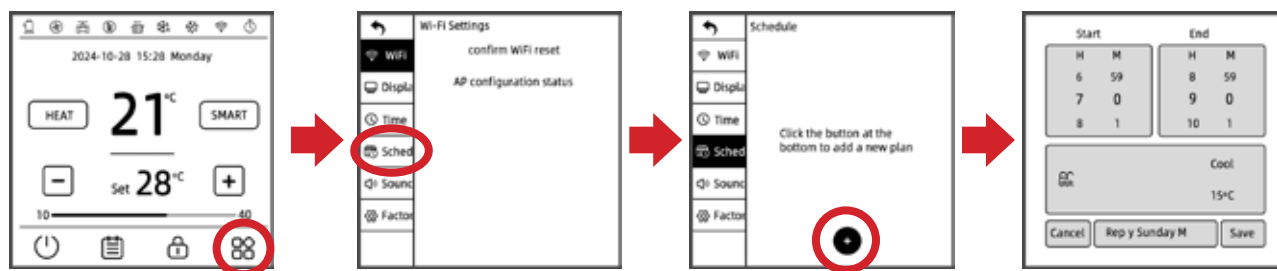 2024-10-28 15:28 Monday
HEAT
21°C
SMART
Set 28°C
10
40
Wi-Fi Settings
WiFi
confirm WiFi reset
Displa
AP configuration status
Time
Sched
Sound
Factor
Schedule
WiFi
Displa
Time
Click the button at the
bottom to add a new plan
Sched
Sound
Factor
Start End
H M H M
6 59 8 59
7 0 9 0
8 1 10 1
Cool
15°C
Cancel Rep y Sunday M Save